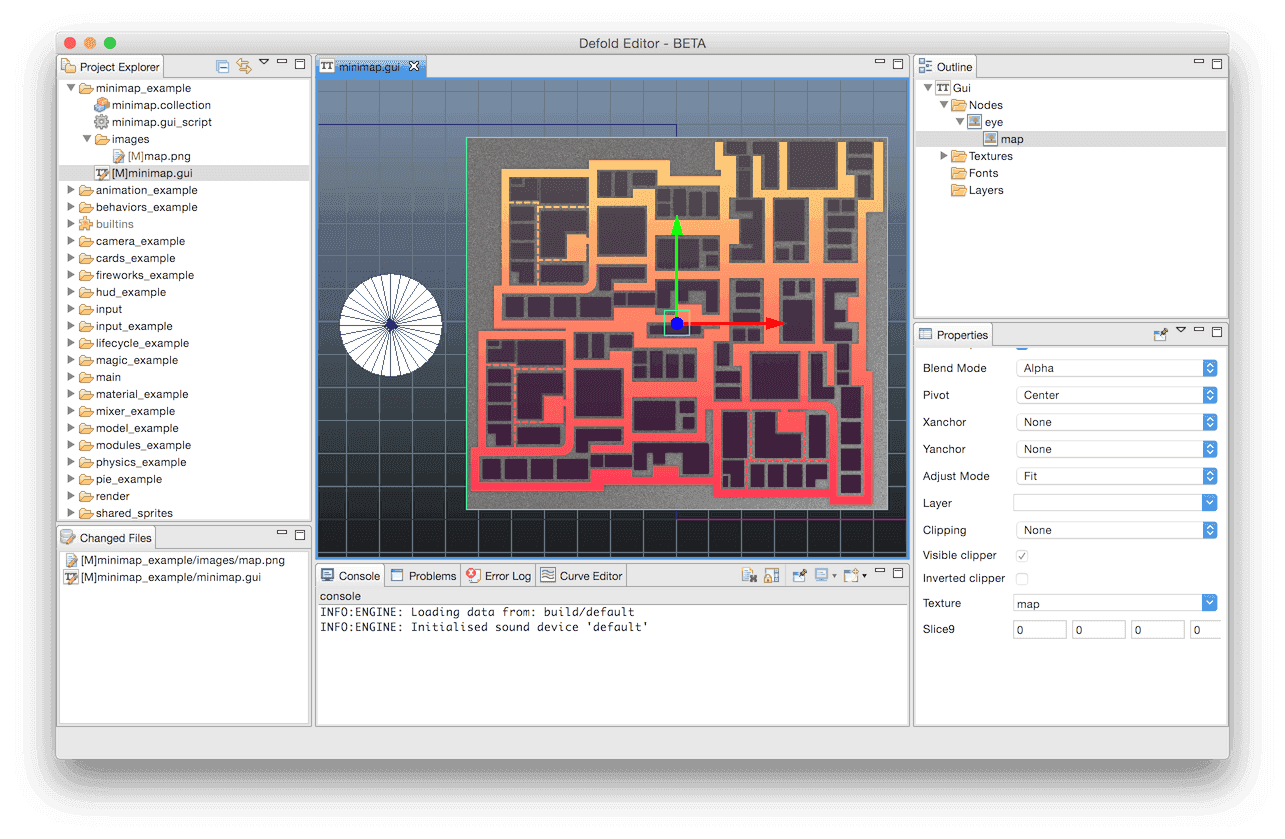 Defold Editor - BETA
Project Explorer
minimap_example
minimap.collection
minimap.gui_script
images
[M]map.png
[M]minimap.gui
animation_example
behaviors_example
builtins
camera_example
cards_example
fireworks_example
hud_example
input
input_example
lifecycle_example
magic_example
main
material_example
mixer_example
model_example
modules_example
physics_example
pie_example
render
shared_sprites
Changed Files
[M]minimap_example/images/map.png
[M]minimap_example/minimap.gui
TT minimap.gui
Console Problems Error Log Curve Editor
console
INFO:ENGINE: Loading data from: build/default
INFO:ENGINE: Initialised sound device 'default'
Outline
TT Gui
Nodes
eye
map
Textures
Fonts
Layers
Properties
Blend Mode Alpha
Pivot Center
Xanchor None
Yanchor None
Adjust Mode Fit
Layer
Clipping None
Visible clipper
Inverted clipper
Texture map
Slice9 0 0 0 0